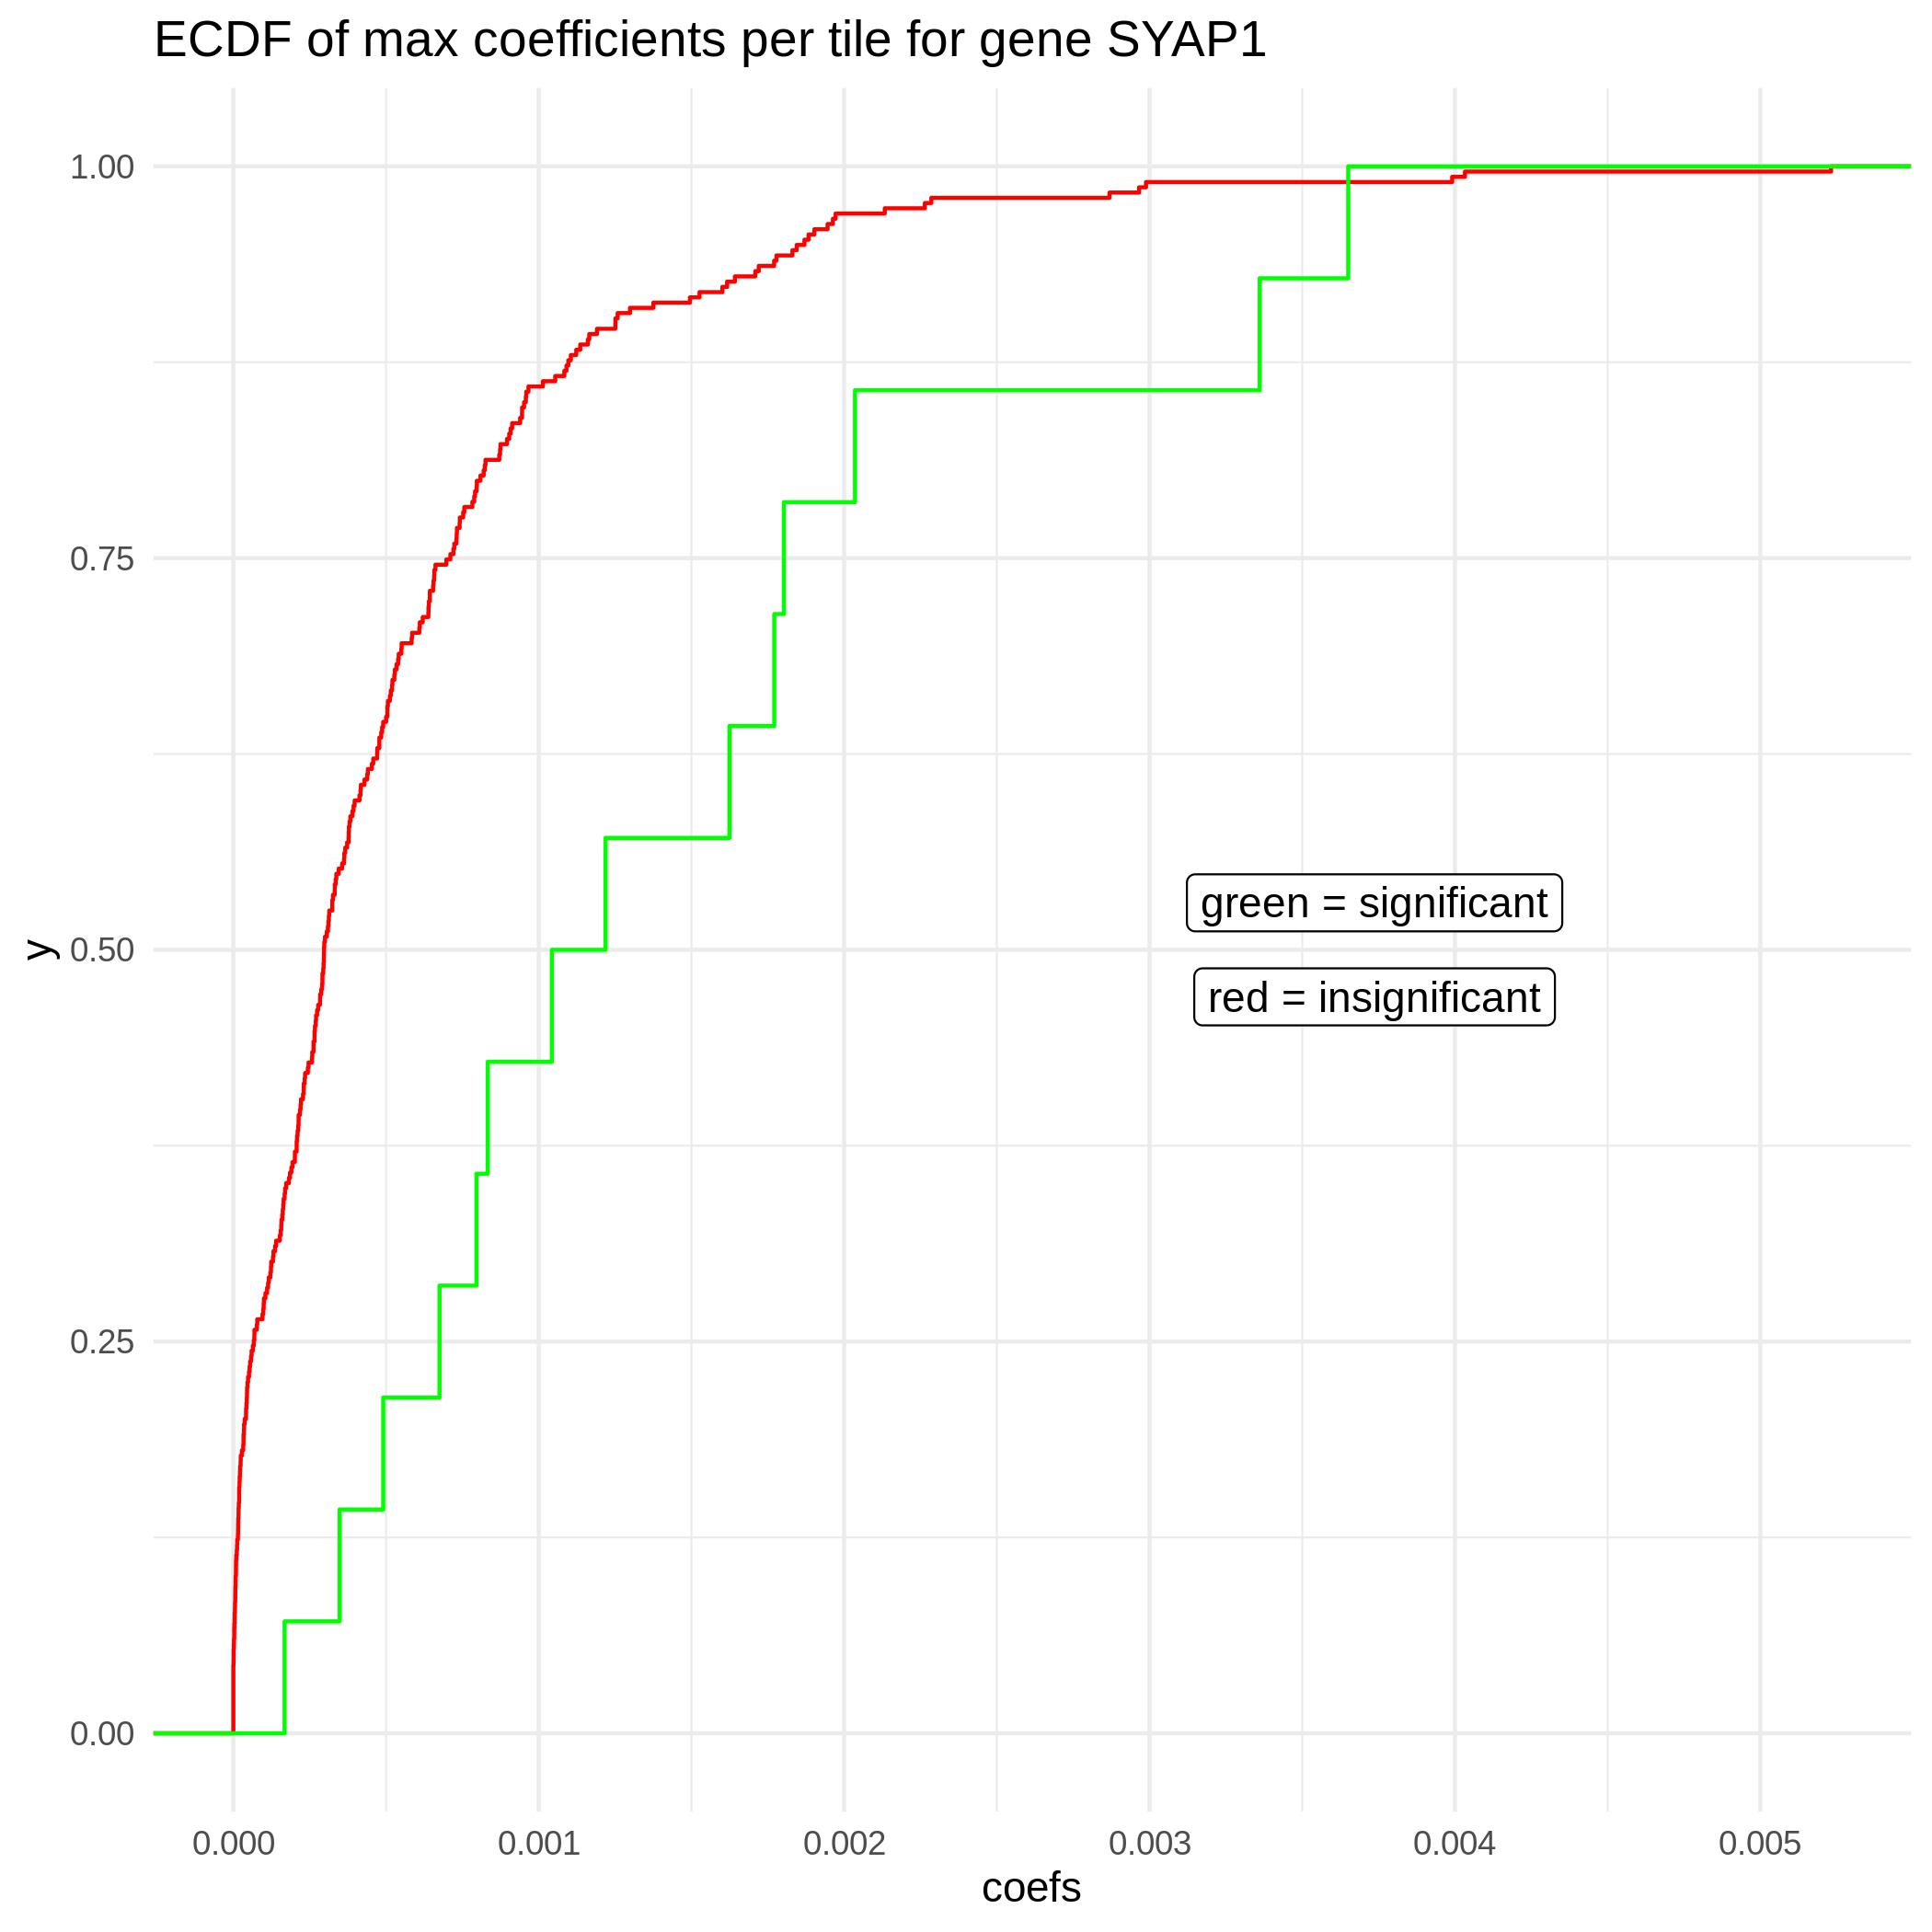 ECDF of max coefficients per tile for gene SYAP1
1.00
0.75
0.50
0.25
0.00
y
green = significant
red = insignificant
0.000 0.001 0.002 0.003 0.004 0.005
coefs